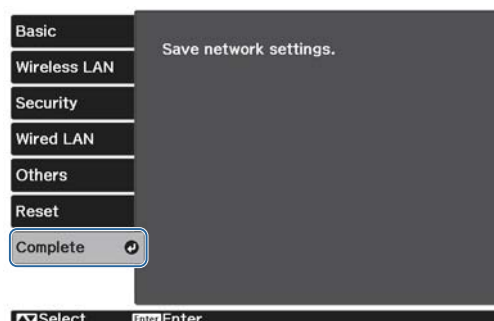 Basic
Save network settings.
Wireless LAN
Security
Wired LAN
Others
Reset
Complete
Select Enter Enter